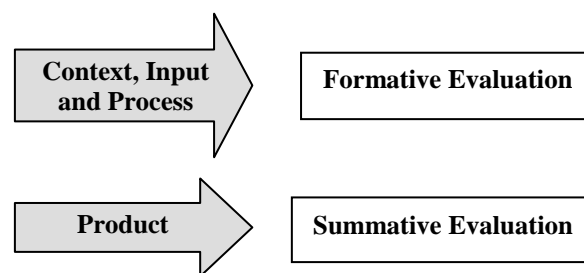 Context, Input
and Process
Formative Evaluation
Product
Summative Evaluation